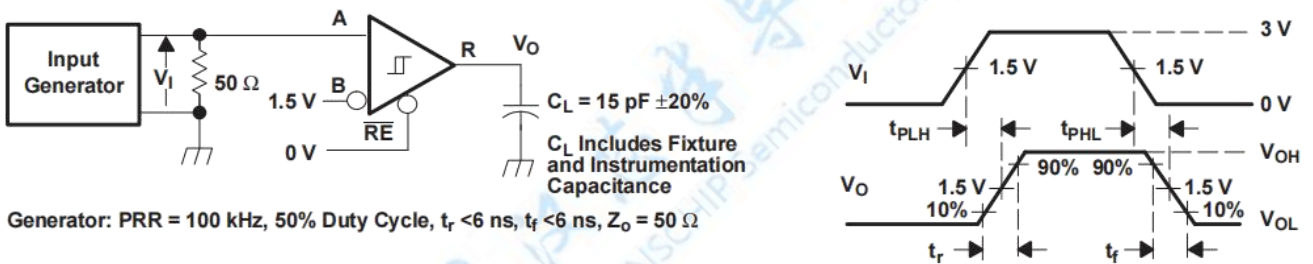 Input
Generator
V_I
50 Ω
A
1.5 V
B
R̅E̅
0 V
R
V_O
C_L = 15 pF ±20%
C_L Includes Fixture
and Instrumentation
Capacitance
Generator: PRR = 100 kHz, 50% Duty Cycle, t_r <6 ns, t_f <6 ns, Z_o = 50 Ω
V_I
1.5 V
1.5 V
3 V
0 V
t_PLH
t_PHL
V_O
90%
90%
V_OH
1.5 V
1.5 V
10%
10%
V_OL
t_r
t_f
Semiconductor